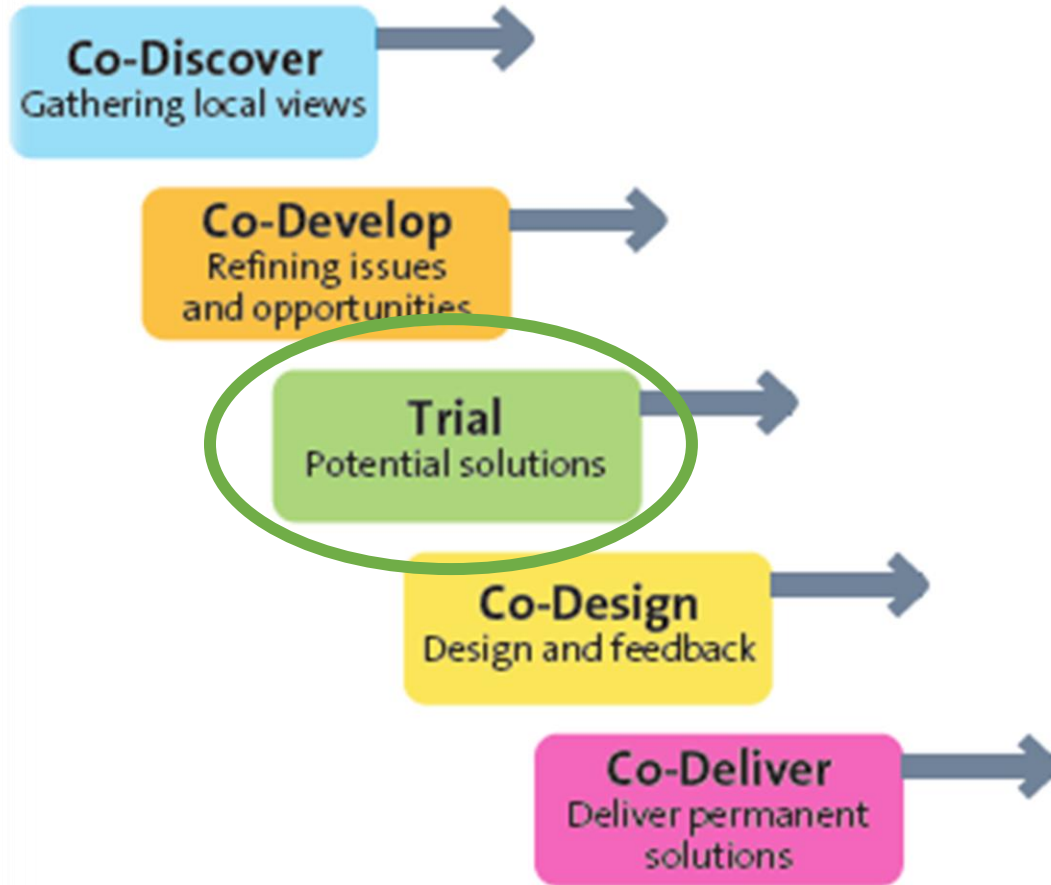 Co-Discover
Gathering local views
Co-Develop
Refining issues
and opportunities
Trial
Potential solutions
Co-Design
Design and feedback
Co-Deliver
Deliver permanent
solutions